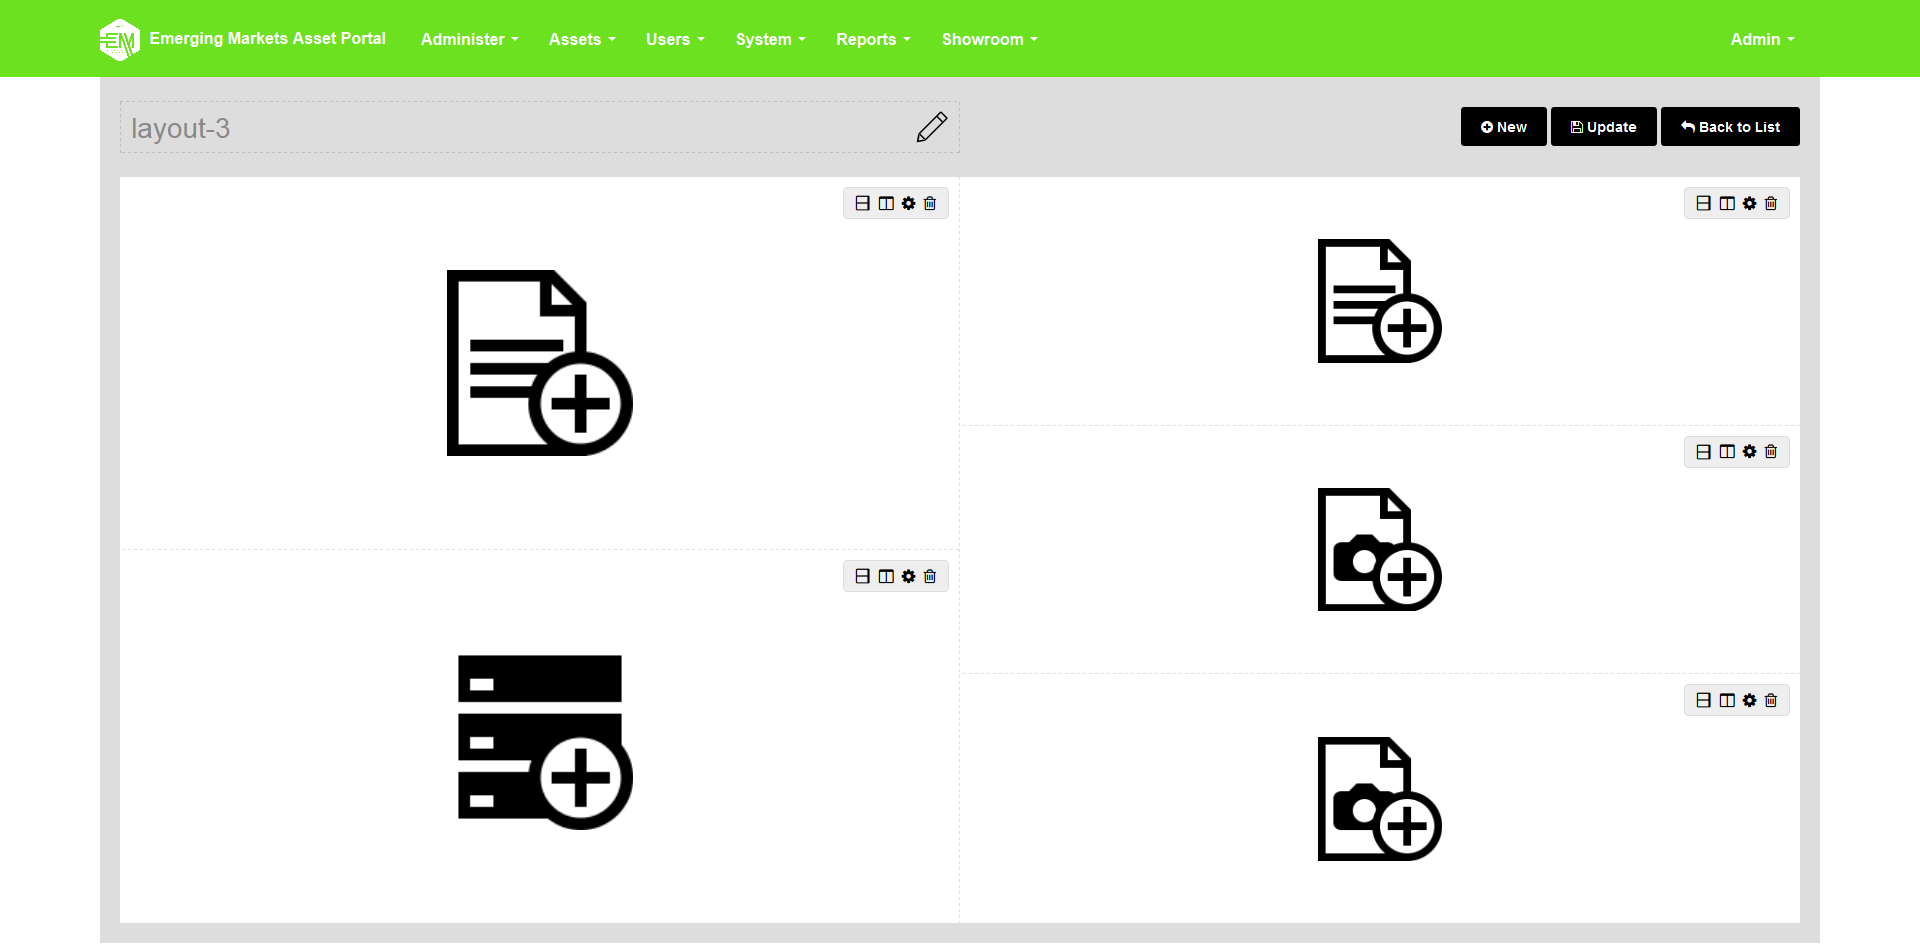 EM Emerging Markets Asset Portal Administer Assets Users System Reports Showroom Admin
layout-3
New Update Back to List